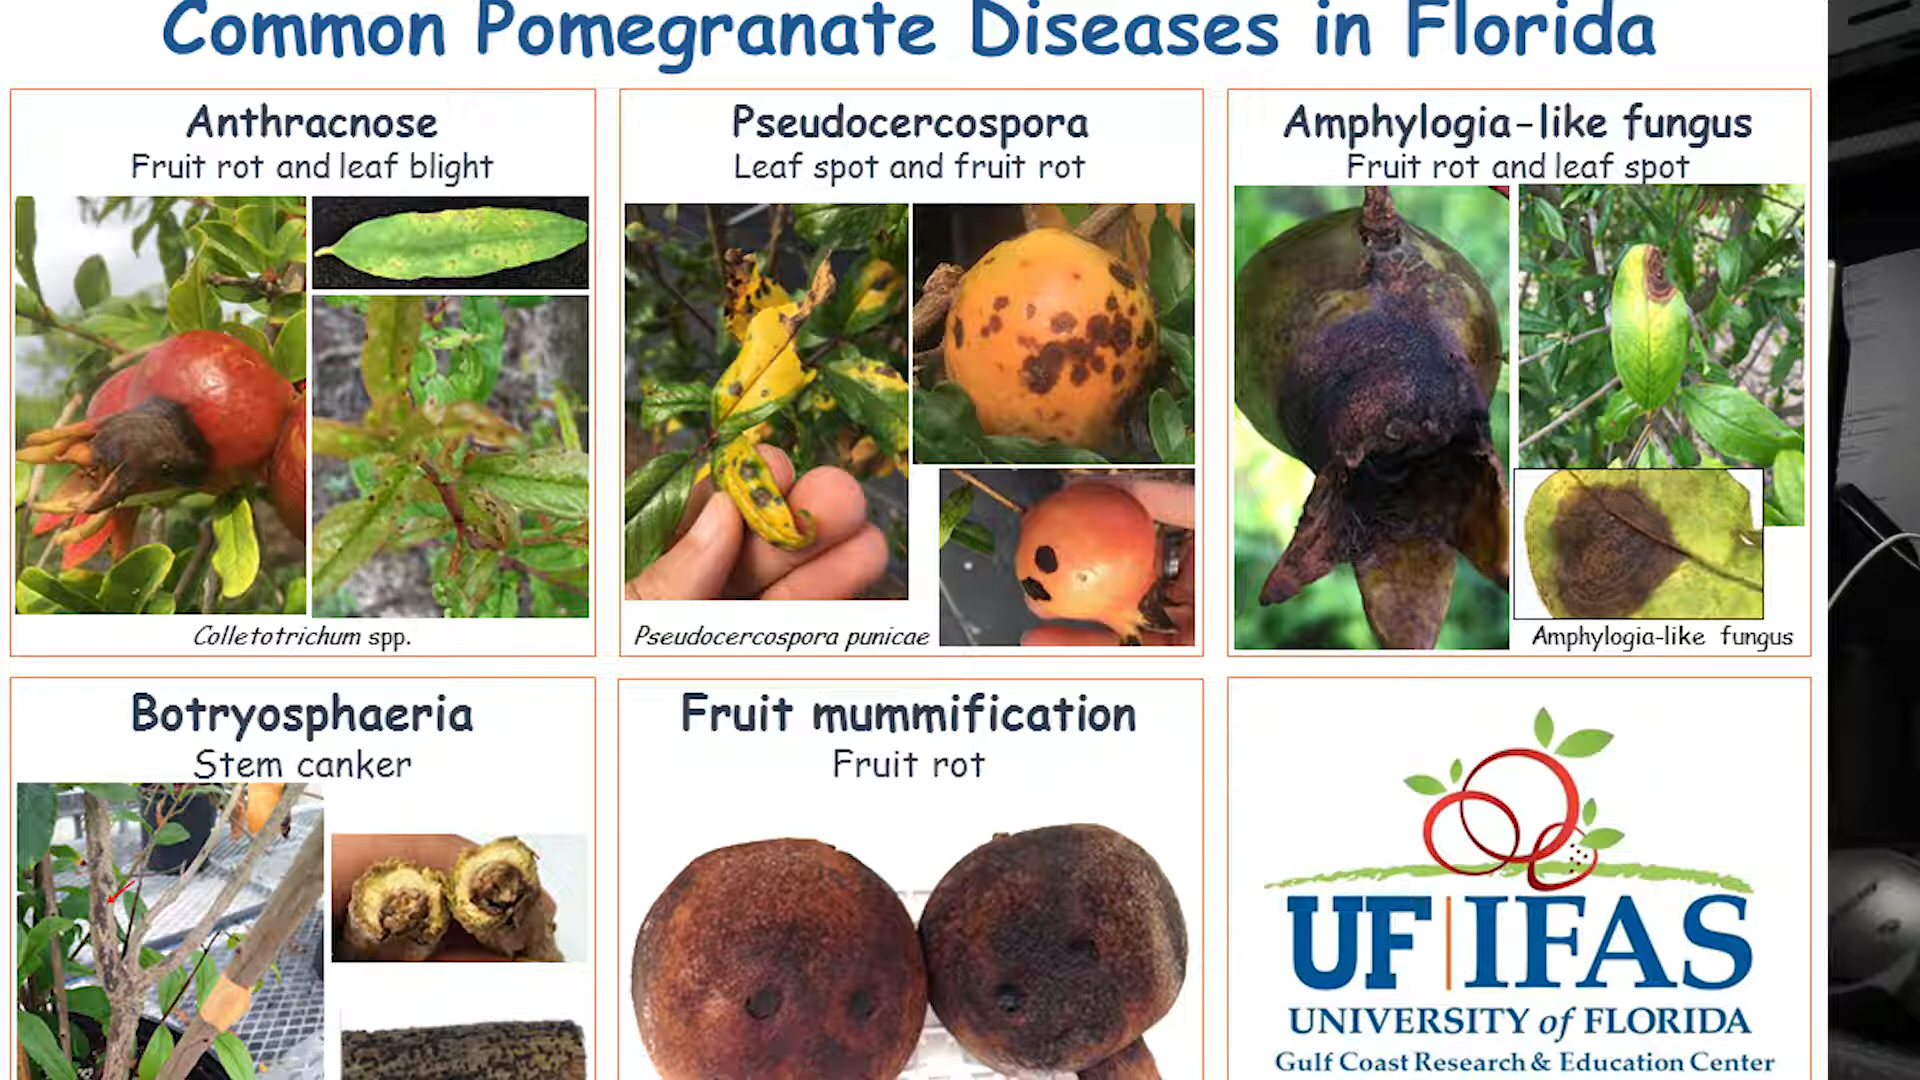 Common Pomegranate Diseases in Florida
Anthracnose
Fruit rot and leaf blight
Colletotrichum spp.
Pseudocercospora
Leaf spot and fruit rot
Pseudocercospora punicae
Amphylogia-like fungus
Fruit rot and leaf spot
Amphylogia-like fungus
Botryosphaeria
Stem canker
Fruit mummification
Fruit rot
UF|IFAS
UNIVERSITY of FLORIDA
Gulf Coast Research & Education Center